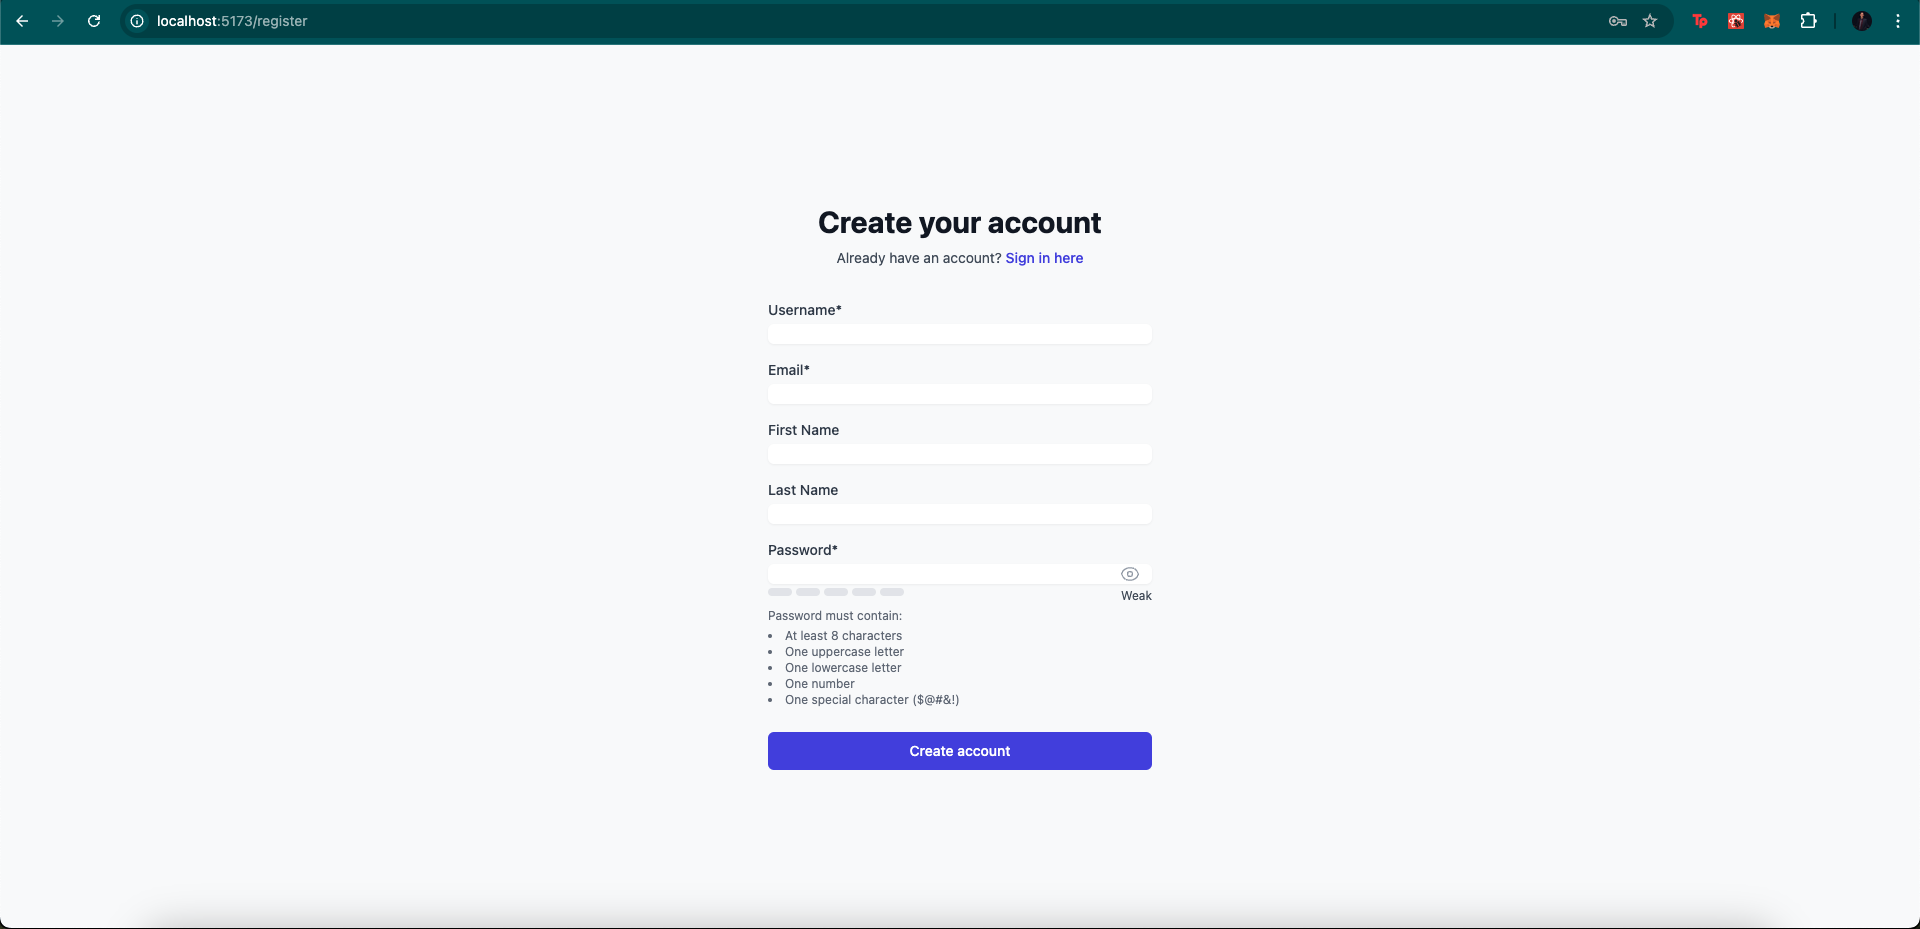 localhost:5173/register
Tp
Create your account
Already have an account? Sign in here
Username*
Email*
First Name
Last Name
Password*
Weak
Password must contain:
• At least 8 characters
• One uppercase letter
• One lowercase letter
• One number
• One special character ($@#&!)
Create account